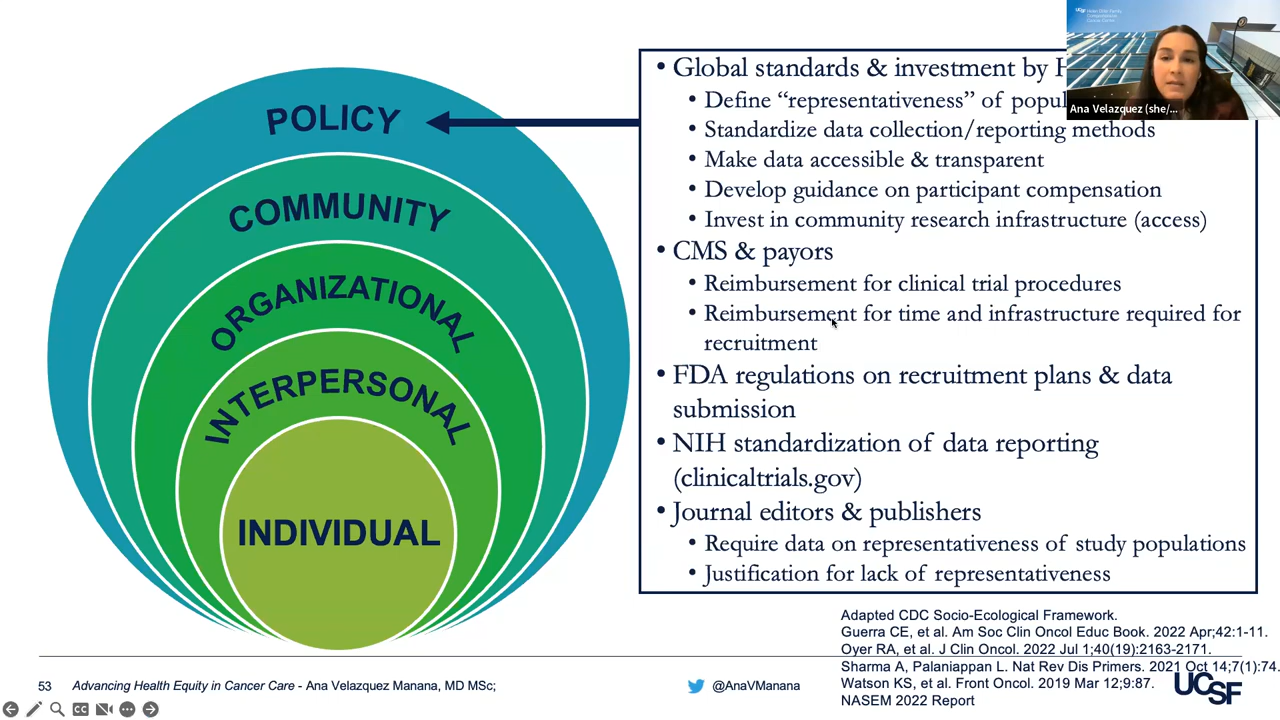 POLICY
COMMUNITY
ORGANIZATIONAL
INTERPERSONAL
INDIVIDUAL
• Global standards & investment by
• Define “representativeness” of
• Standardize data collection/reporting methods
• Make data accessible & transparent
• Develop guidance on participant compensation
• Invest in community research infrastructure (access)
• CMS & payors
• Reimbursement for clinical trial procedures
• Reimbursement for time and infrastructure required for
recruitment
• FDA regulations on recruitment plans & data
submission
• NIH standardization of data reporting
(clinicaltrials.gov)
• Journal editors & publishers
• Require data on representativeness of study populations
• Justification for lack of representativeness
UCSF
Ana Velazquez (she/...
Adapted CDC Socio-Ecological Framework.
Guerra CE, et al. Am Soc Clin Oncol Educ Book. 2022 Apr;42:1-11.
Oyer RA, et al. J Clin Oncol. 2022 Jul 1;40(19):2163-2171.
Sharma A, Palaniappan L. Nat Rev Dis Primers. 2021 Oct 14;7(1):74.
Watson KS, et al. Front Oncol. 2019 Mar 12;9:87.
NASEM 2022 Report
53 Advancing Health Equity in Cancer Care - Ana Velazquez Manana, MD MSc;
@AnaVManana
UCSF
CC